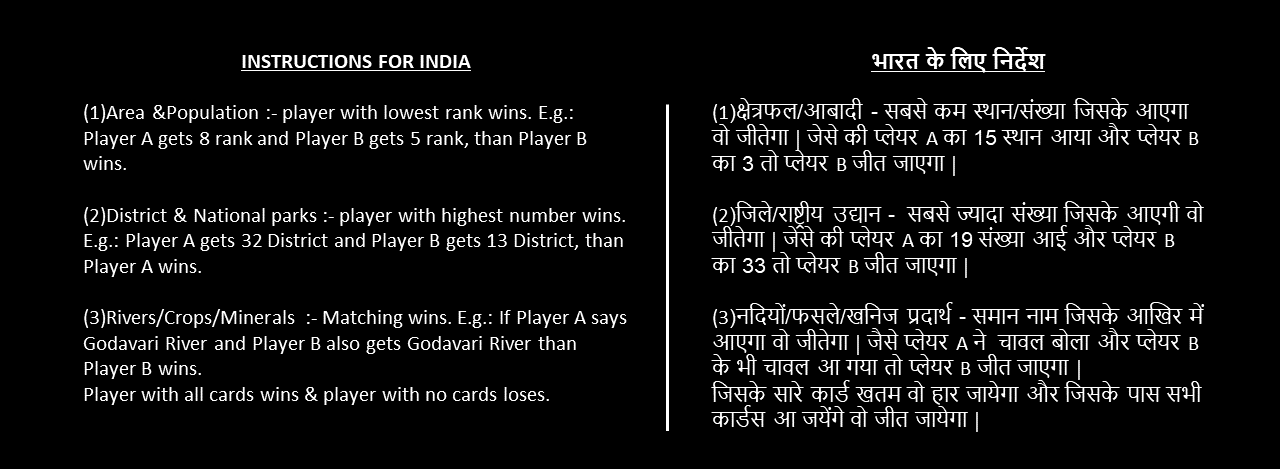 INSTRUCTIONS FOR INDIA
(1)Area &Population :- player with lowest rank wins. E.g.:
Player A gets 8 rank and Player B gets 5 rank, than Player B
wins.
(2)District & National parks :- player with highest number wins.
E.g.: Player A gets 32 District and Player B gets 13 District, than
Player A wins.
(3)Rivers/Crops/Minerals :- Matching wins. E.g.: If Player A says
Godavari River and Player B also gets Godavari River than
Player B wins.
Player with all cards wins & player with no cards loses.
भारत के लिए निर्देश
(1)क्षेत्रफल/आबादी - सबसे कम स्थान/संख्या जिसके आएगा
वो जीतेगा | जेसे की प्लेयर A का 15 स्थान आया और प्लेयर B
का 3 तो प्लेयर B जीत जाएगा |
(2)जिले/राष्ट्रीय उद्यान - सबसे ज्यादा संख्या जिसके आएगी वो
जीतेगा | जेसे की प्लेयर A का 19 संख्या आई और प्लेयर B
का 33 तो प्लेयर B जीत जाएगा |
(3)नदियों/फसले/खनिज प्रदार्थ - समान नाम जिसके आखिर में
आएगा वो जीतेगा | जैसे प्लेयर A ने चावल बोला और प्लेयर B
के भी चावल आ गया तो प्लेयर B जीत जाएगा |
जिसके सारे कार्ड खतम वो हार जायेगा और जिसके पास सभी
कार्डस आ जयेंगे वो जीत जायेगा |